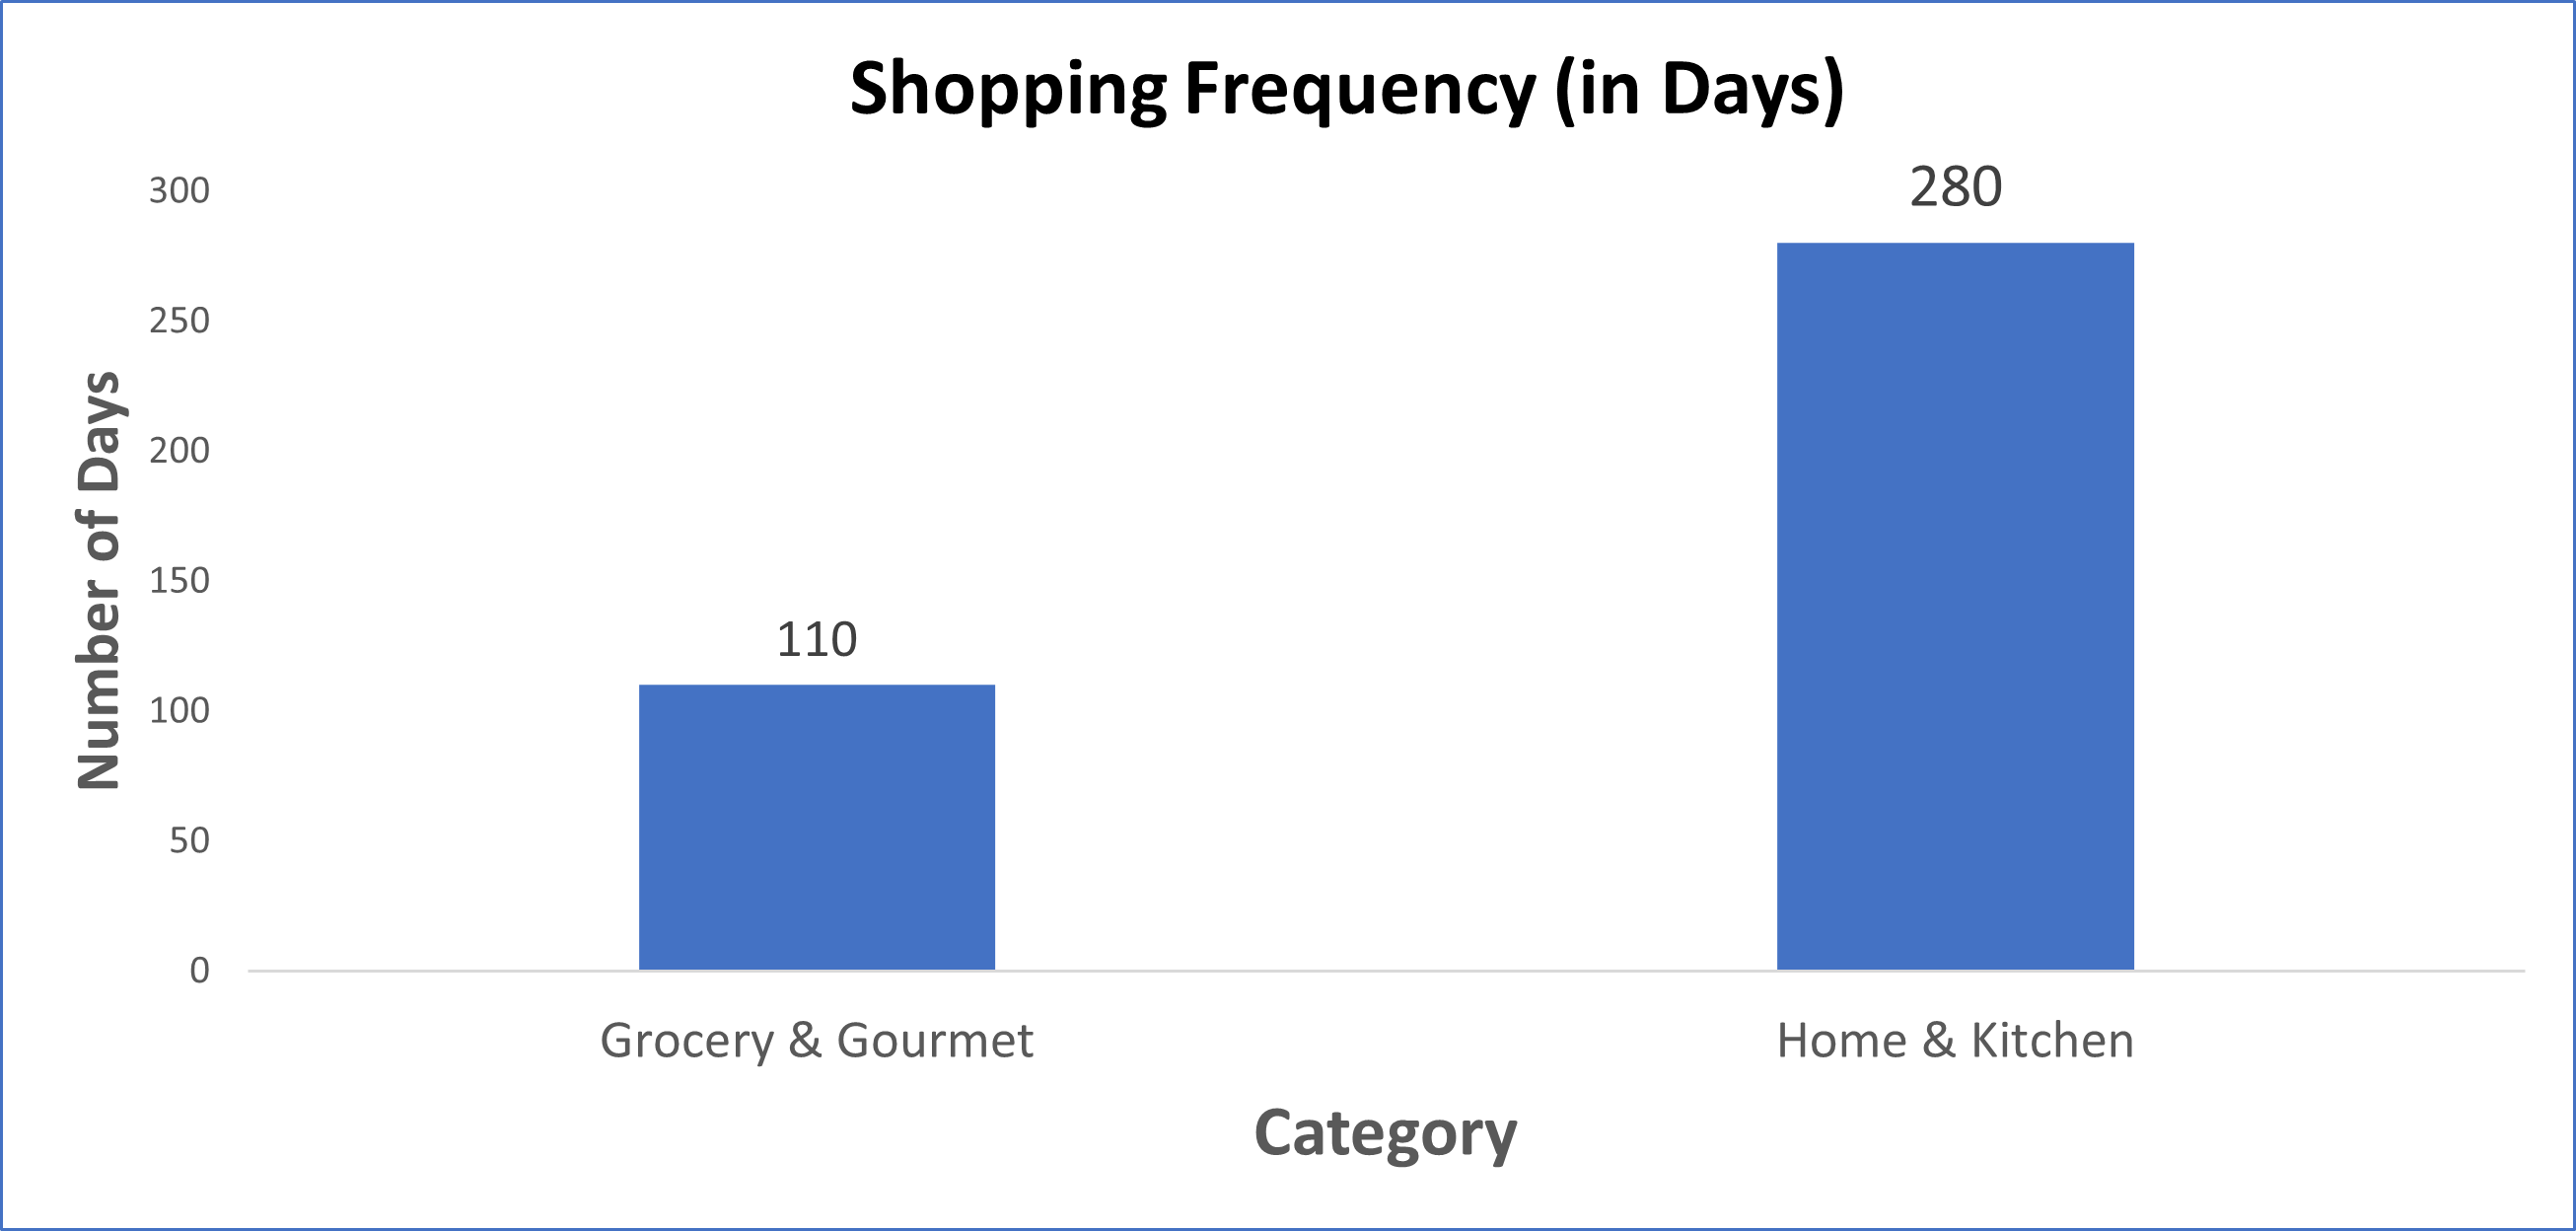 Shopping Frequency (in Days)
Number of Days
300
250
200
150
100
50
0
110
280
Grocery & Gourmet
Home & Kitchen
Category